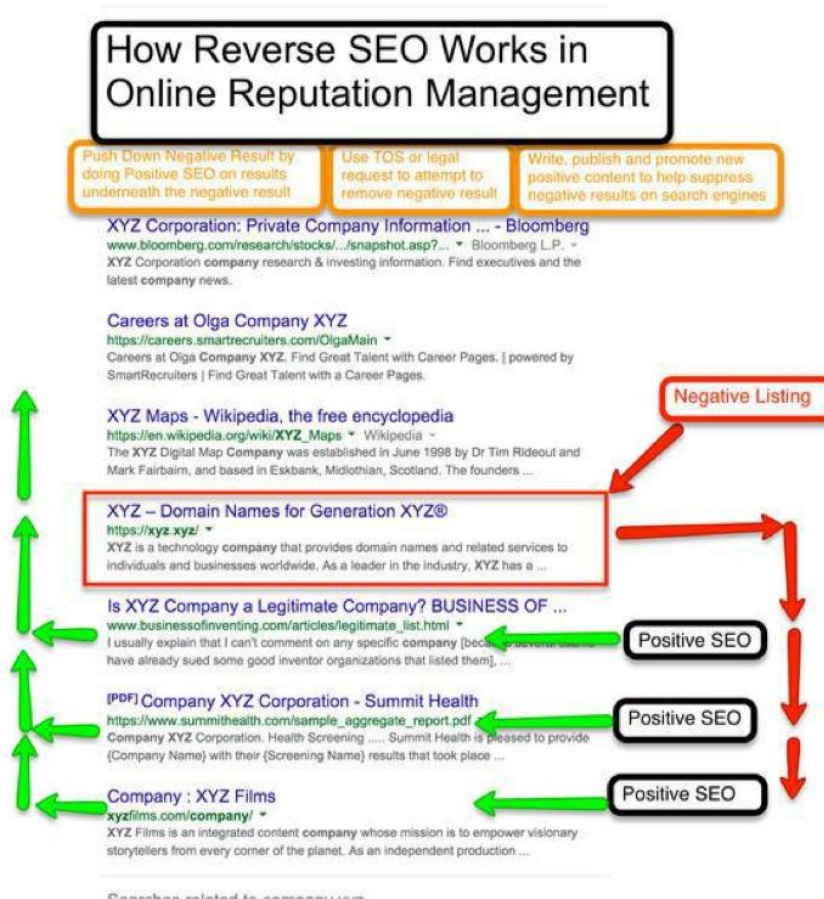 How Reverse SEO Works in
Online Reputation Management
Push Down Negative Result by
doing Positive SEO on results
underneath the negative result
Use TOS or legal
request to attempt to
remove negative result
Write, publish and promote new
positive content to help suppress
negative results on search engines
XYZ Corporation: Private Company Information ... - Bloomberg
www.bloomberg.com/research/stocks/.../snapshot.asp?... Bloomberg L.P.
XYZ Corporation company research & investing information. Find executives and the
latest company news.
Careers at Olga Company XYZ
https://careers.smartrecruiters.com/OlgaMain
Careers at Olga Company XYZ. Find Great Talent with Career Pages. | powered by
SmartRecruiters | Find Great Talent with a Career Pages.
Negative Listing
XYZ Maps - Wikipedia, the free encyclopedia
https://en.wikipedia.org/wiki/XYZ_Maps Wikipedia
The XYZ Digital Map Company was established in June 1998 by Dr Tim Rideout and
Mark Fairbairn, and based in Eskbank, Midlothian, Scotland. The founders ...
XYZ – Domain Names for Generation XYZ®
https://xyz.xyz/
XYZ is a technology company that provides domain names and related services to
individuals and businesses worldwide. As a leader in the industry, XYZ has a ...
Is XYZ Company a Legitimate Company? BUSINESS OF ...
www.businessofinventing.com/articles/legitimate_list.html
I usually explain that I can't comment on any specific company
have already sued some good inventor organizations that listed them], ...
Positive SEO
[PDF] Company XYZ Corporation - Summit Health
https://www.summithealth.com/sample_aggregate_report.pdf
Company XYZ Corporation. Health Screening ..... Summit Health is pleased to provide
{Company Name} with their {Screening Name} results that took place ...
Positive SEO
Company : XYZ Films
xyzfilms.com/company/
XYZ Films is an integrated content company whose mission is to empower visionary
storytellers from every corner of the planet. As an independent production ...
Positive SEO
Searches related to company xyz